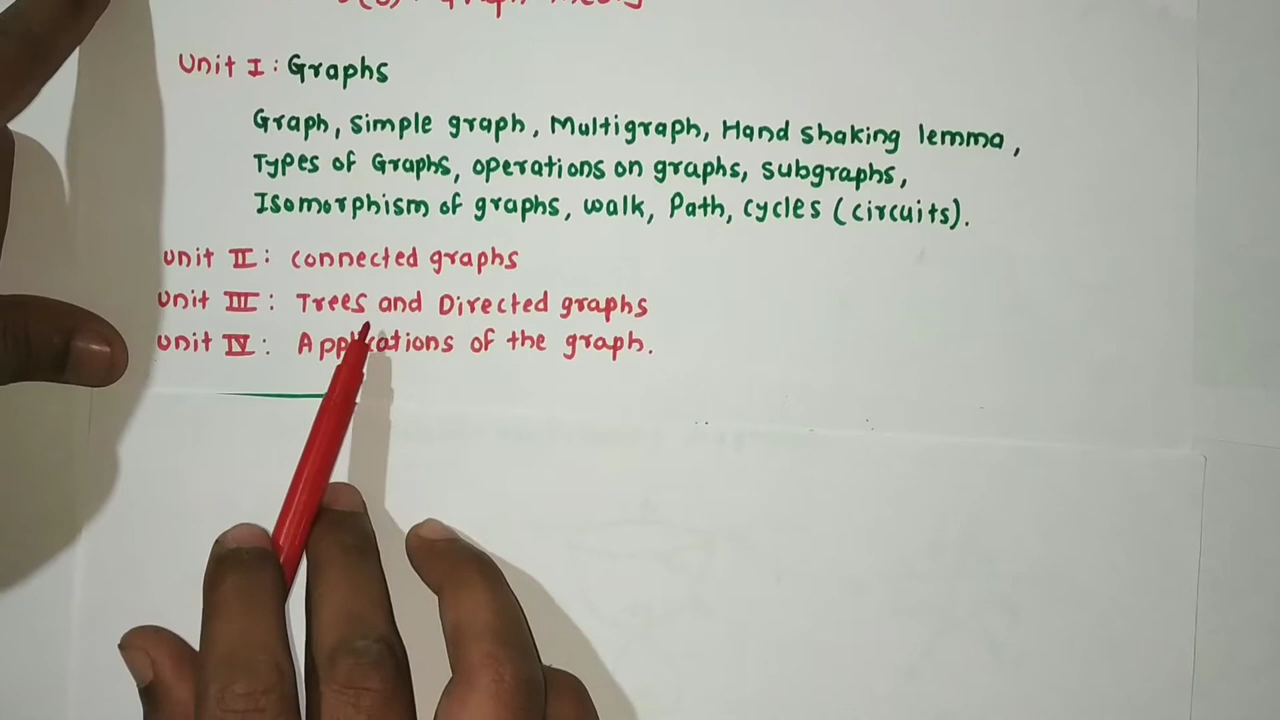 Graph
Unit I: Graphs
Graph, simple graph, Multigraph, Hand shaking lemma,
Types of Graphs, operations on graphs, subgraphs,
Isomorphism of graphs, walk, Path, cycles (circuits).
Unit II: connected graphs
Unit III: Trees and Directed graphs
Unit IV: Applications of the graph.